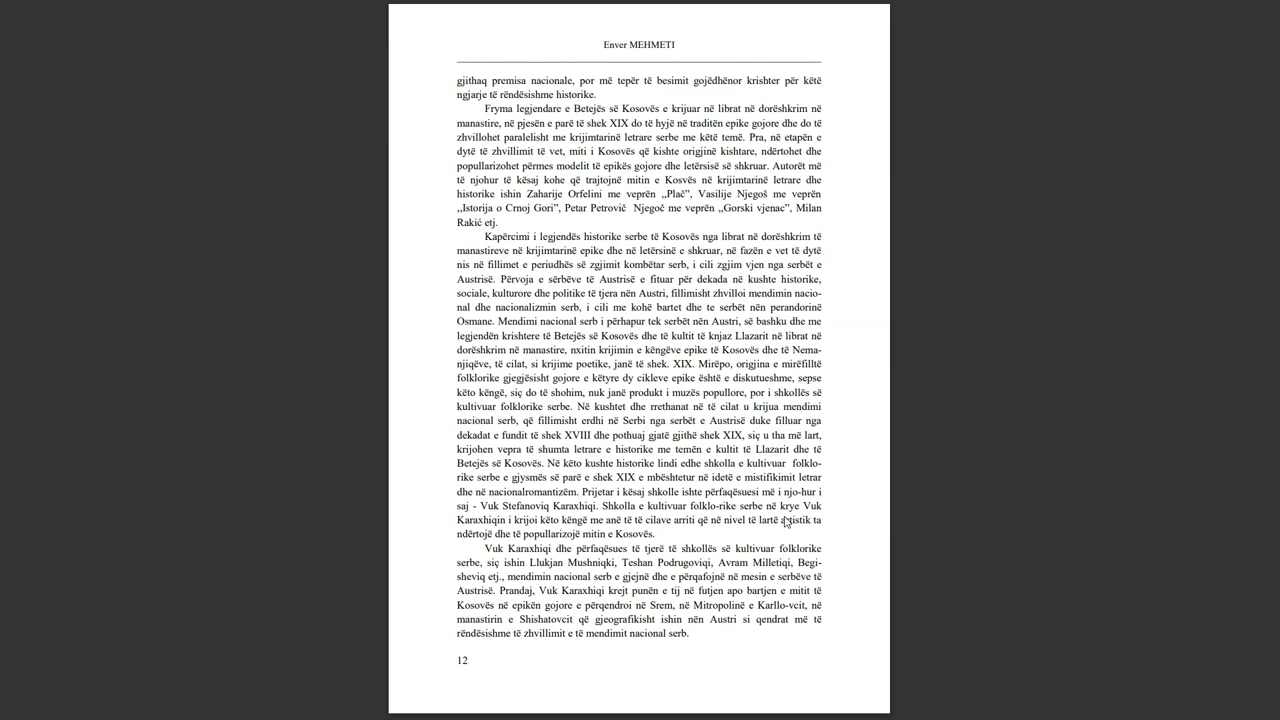 Enver MEHMETI
gjithaq premisa nacionale, por më tepër të besimit gojëdhënor krishter për këtë
ngjarje të rëndësishme historike.
Fryma legjendare e Betejës së Kosovës e krijuar në librat në dorëshkrim në
manastire, në pjesën e parë të shek XIX do të hyjë në traditën epike gojore dhe do të
zhvillohet paralelisht me krijimtarinë letrare serbe me këtë temë. Pra, në etapën e
dytë të zhvillimit të vet, miti i Kosovës që kishte origjinë kishtare, ndërtohet dhe
popullarizohet përmes modelit të epikës gojore dhe letërsisë së shkruar. Autorët më
të njohur të kësaj kohe që trajtojnë mitin e Kosvës në krijimtarinë letrare dhe
historike ishin Zaharije Orfelini me veprën ,,Plač”, Vasilije Njegoš me veprën
,,Istorija o Crnoj Gori”, Petar Petrovič Njegoč me veprën ,,Gorski vjenac”, Milan
Rakić etj.
Kapërcimi i legjendës historike serbe të Kosovës nga librat në dorëshkrim të
manastireve në krijimtarinë epike dhe në letërsinë e shkruar, në fazën e vet të dytë
nis në fillimet e periudhës së zgjimit kombëtar serb, i cili zgjim vjen nga serbët e
Austrisë. Përvoja e sërbëve të Austrisë e fituar për dekada në kushte historike,
sociale, kulturore dhe politike të tjera nën Austri, fillimisht zhvilloi mendimin nacio-
nal dhe nacionalizmin serb, i cili me kohë bartet dhe te serbët nën perandorinë
Osmane. Mendimi nacional serb i përhapur tek serbët nën Austri, së bashku dhe me
legjendën krishtere të Betejës së Kosovës dhe të kultit të knjaz Llazarit në librat në
dorëshkrim në manastire, nxitin krijimin e këngëve epike të Kosovës dhe të Nema-
njiqëve, të cilat, si krijime poetike, janë të shek. XIX. Mirëpo, origjina e mirëfilltë
folklorike gjegjësisht gojore e këtyre dy cikleve epike është e diskutueshme, sepse
këto këngë, siç do të shohim, nuk janë produkt i muzës popullore, por i shkollës së
kultivuar folklorike serbe. Në kushtet dhe rrethanat në të cilat u krijua mendimi
nacional serb, që fillimisht erdhi në Serbi nga serbët e Austrisë duke filluar nga
dekadat e fundit të shek XVIII dhe pothuaj gjatë gjithë shek XIX, siç u tha më lart,
krijohen vepra të shumta letrare e historike me temën e kultit të Llazarit dhe të
Betejës së Kosovës. Në këto kushte historike lindi edhe shkolla e kultivuar folklo-
rike serbe e gjysmës së parë e shek XIX e mbështetur në idetë e mistifikimit letrar
dhe në nacionalromantizëm. Prijetar i kësaj shkolle ishte përfaqësuesi më i njo-hur i
saj - Vuk Stefanoviq Karaxhiqi. Shkolla e kultivuar folklo-rike serbe në krye Vuk
Karaxhiqin i krijoi këto këngë me anë të të cilave arriti që në nivel të lartë artistik ta
ndërtojë dhe të popullarizojë mitin e Kosovës.
Vuk Karaxhiqi dhe përfaqësues të tjerë të shkollës së kultivuar folklorike
serbe, siç ishin Llukjan Mushniqki, Teshan Podrugoviqi, Avram Milletiqi, Begi-
sheviq etj., mendimin nacional serb e gjejnë dhe e përqafojnë në mesin e serbëve të
Austrisë. Prandaj, Vuk Karaxhiqi krejt punën e tij në futjen apo bartjen e mitit të
Kosovës në epikën gojore e përqendroi në Srem, në Mitropolinë e Karllo-vcit, në
manastirin e Shishatovcit që gjeografikisht ishin nën Austri si qendrat më të
rëndësishme të zhvillimit e të mendimit nacional serb.
12